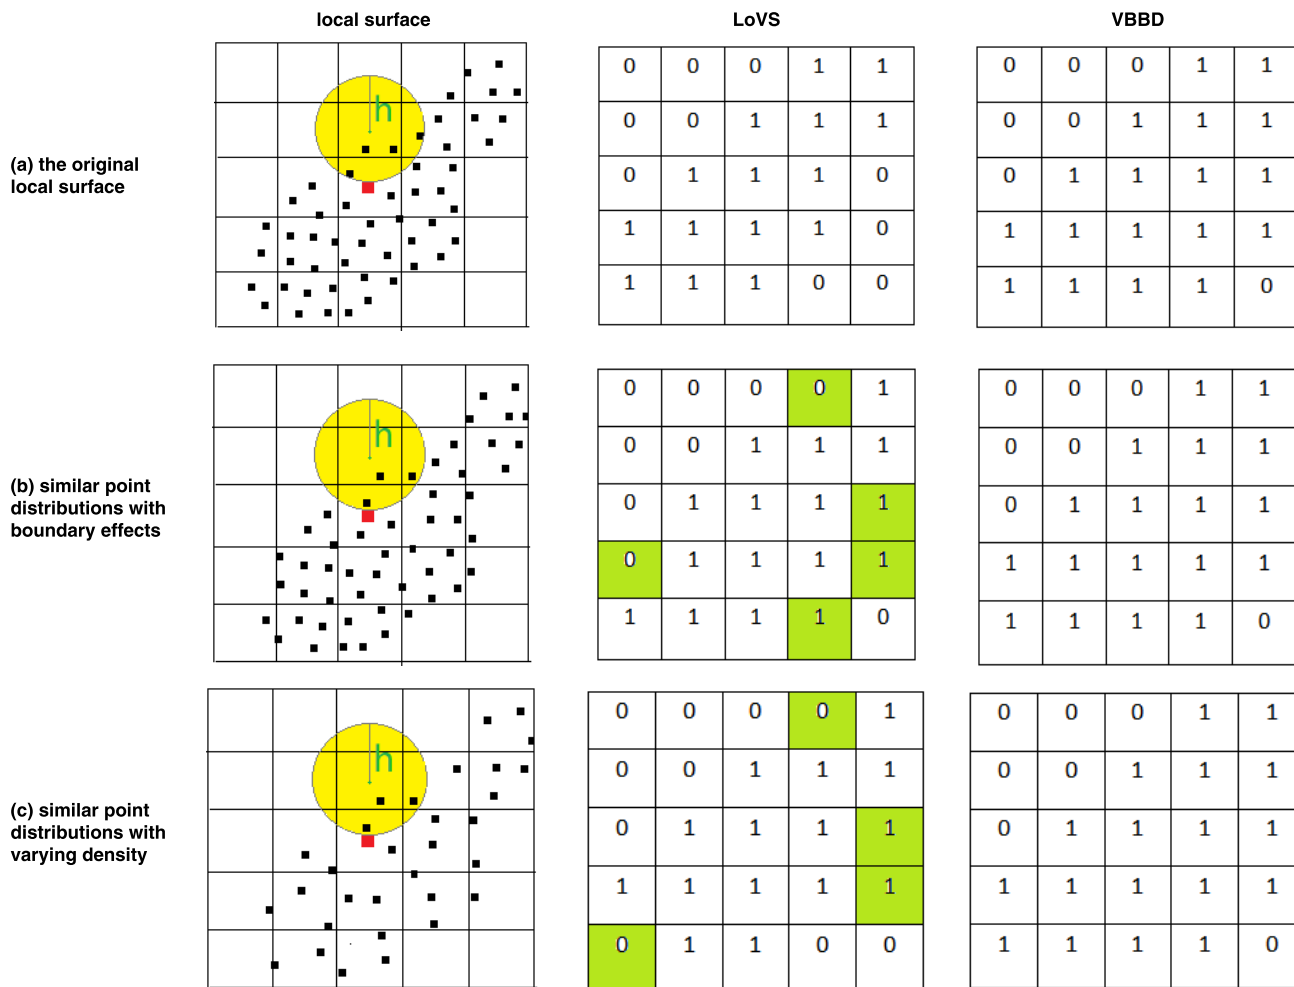 local surface LoVS VBBD
(a) the original
local surface
h
0 0 0 1 1
0 0 1 1 1
0 1 1 1 0
1 1 1 1 0
1 1 1 0 0
0 0 0 1 1
0 0 1 1 1
0 1 1 1 1
1 1 1 1 1
1 1 1 1 0
(b) similar point
distributions with
boundary effects
h
0 0 0 0 1
0 0 1 1 1
0 1 1 1 1
0 1 1 1 1
1 1 1 1 0
0 0 0 1 1
0 0 1 1 1
0 1 1 1 1
1 1 1 1 1
1 1 1 1 0
(c) similar point
distributions with
varying density
h
0 0 0 0 1
0 0 1 1 1
0 1 1 1 1
1 1 1 1 1
0 1 1 0 0
0 0 0 1 1
0 0 1 1 1
0 1 1 1 1
1 1 1 1 1
1 1 1 1 0